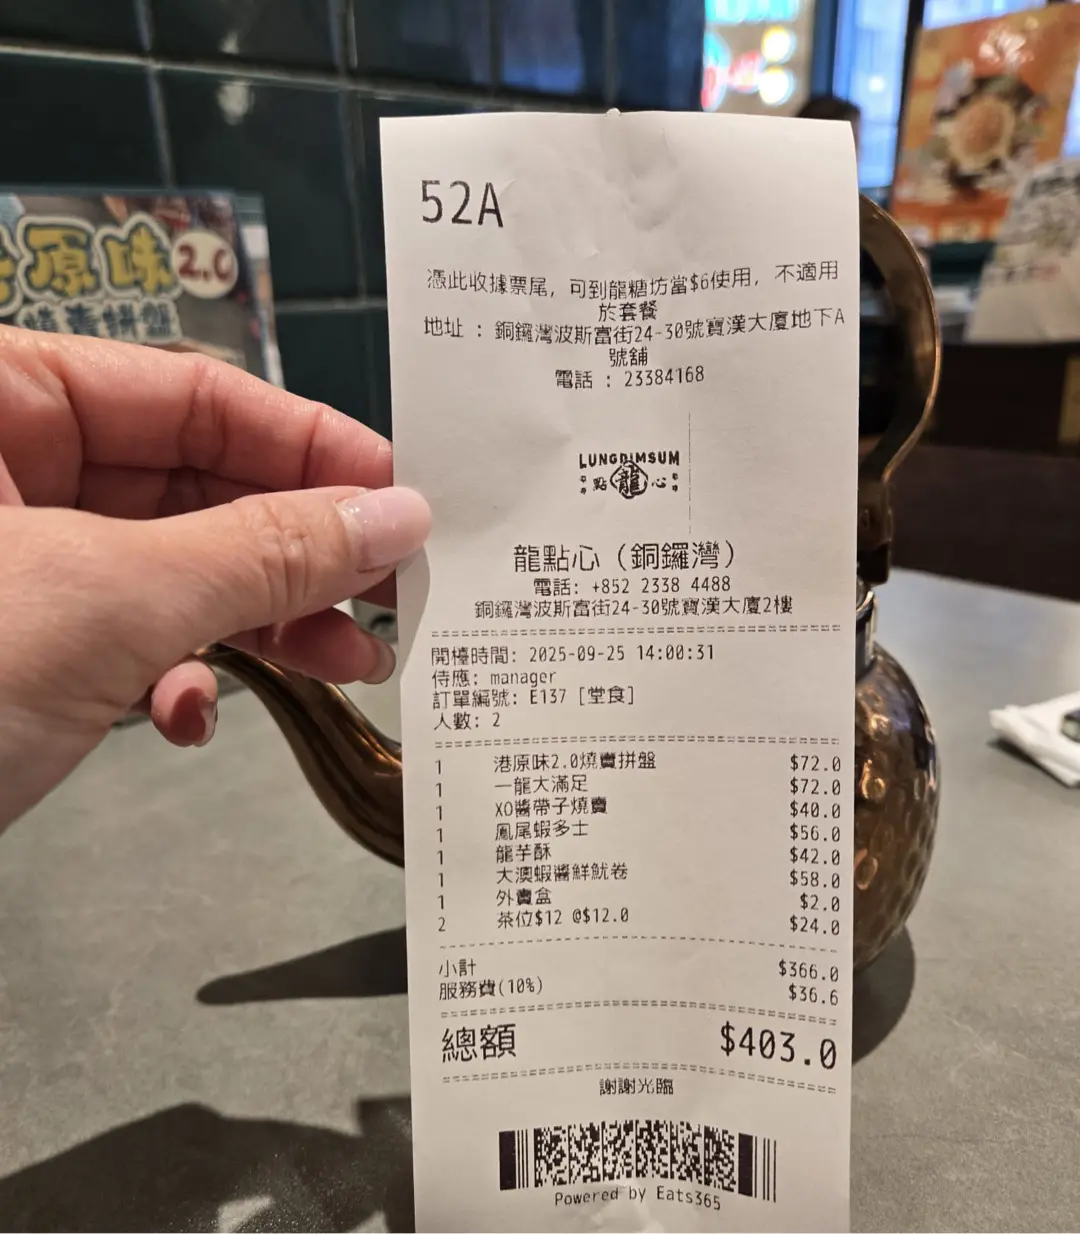 原味2.0
燒賣拼盤
52A
憑此收據票尾, 可到龍糖坊當$6使用, 不適用
於套餐
地址 : 銅鑼灣波斯富街24-30號寶漢大廈地下A
號舖
電話 : 23384168
LUNGDIMSUM
點龍心
龍點心 (銅鑼灣)
電話: +852 2338 4488
銅鑼灣波斯富街24-30號寶漢大廈2樓
開檯時間: 2025-09-25 14:00:31
侍應: manager
訂單編號: E137 [堂食]
人數: 2
1 港原味2.0燒賣拼盤 $72.0
1 一龍大滿足 $72.0
1 XO醬帶子燒賣 $40.0
1 鳳尾蝦多士 $56.0
1 龍芋酥 $42.0
1 大澳蝦醬鮮魷卷 $58.0
1 外賣盒 $2.0
2 茶位$12 @$12.0 $24.0
小計 $366.0
服務費(10%) $36.6
總額 $403.0
謝謝光臨
Powered by Eats365